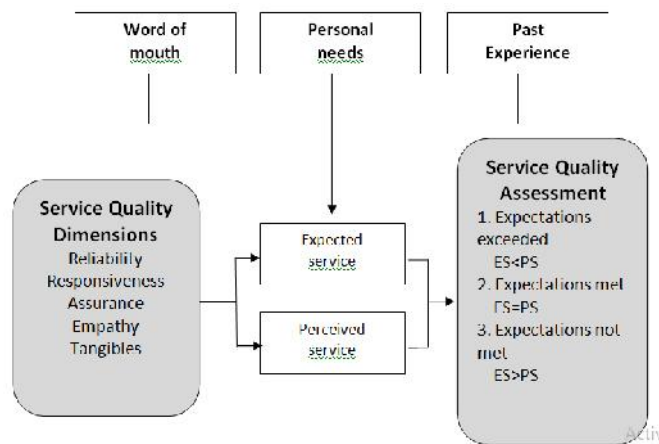 Word of
mouth
Personal
needs
Past
Experience
Service Quality
Dimensions
Reliability
Responsiveness
Assurance
Empathy
Tangibles
Expected
service
Perceived
service
Service Quality
Assessment
1. Expectations
exceeded
ES<PS
2. Expectations met
ES=PS
3. Expectations not
met
ES>PS
Activ